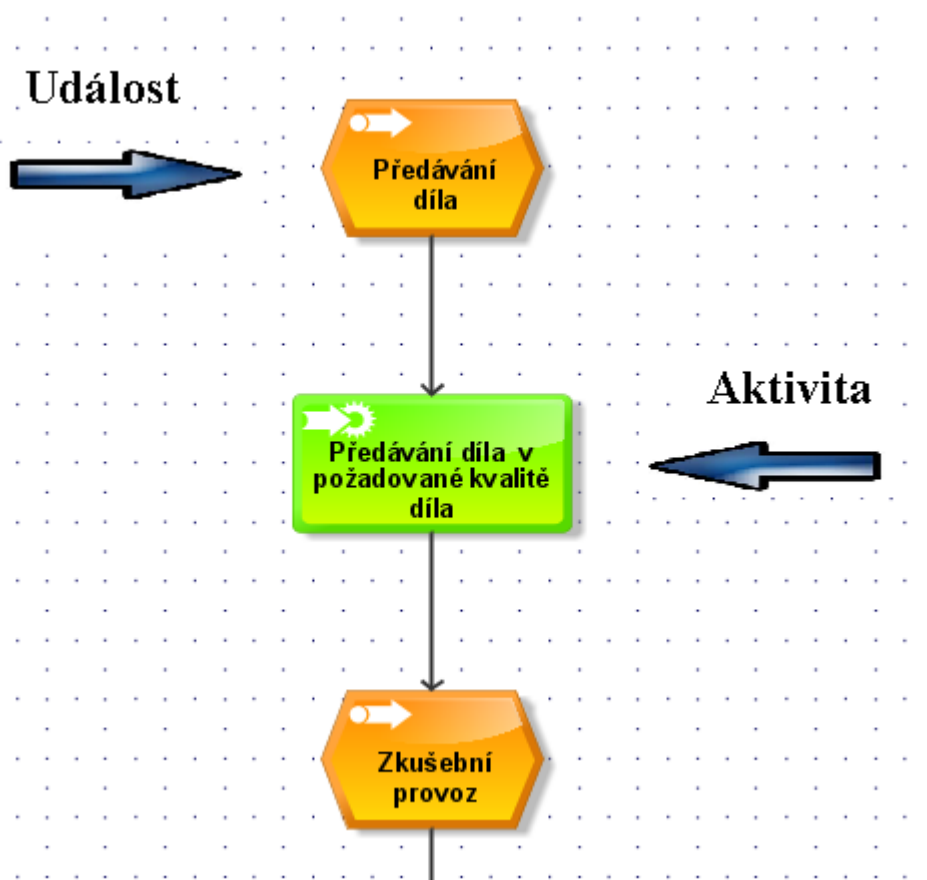 Událost
Předávání
díla
Aktivita
Předávání díla v
požadované kvalitě
díla
Zkušební
provoz